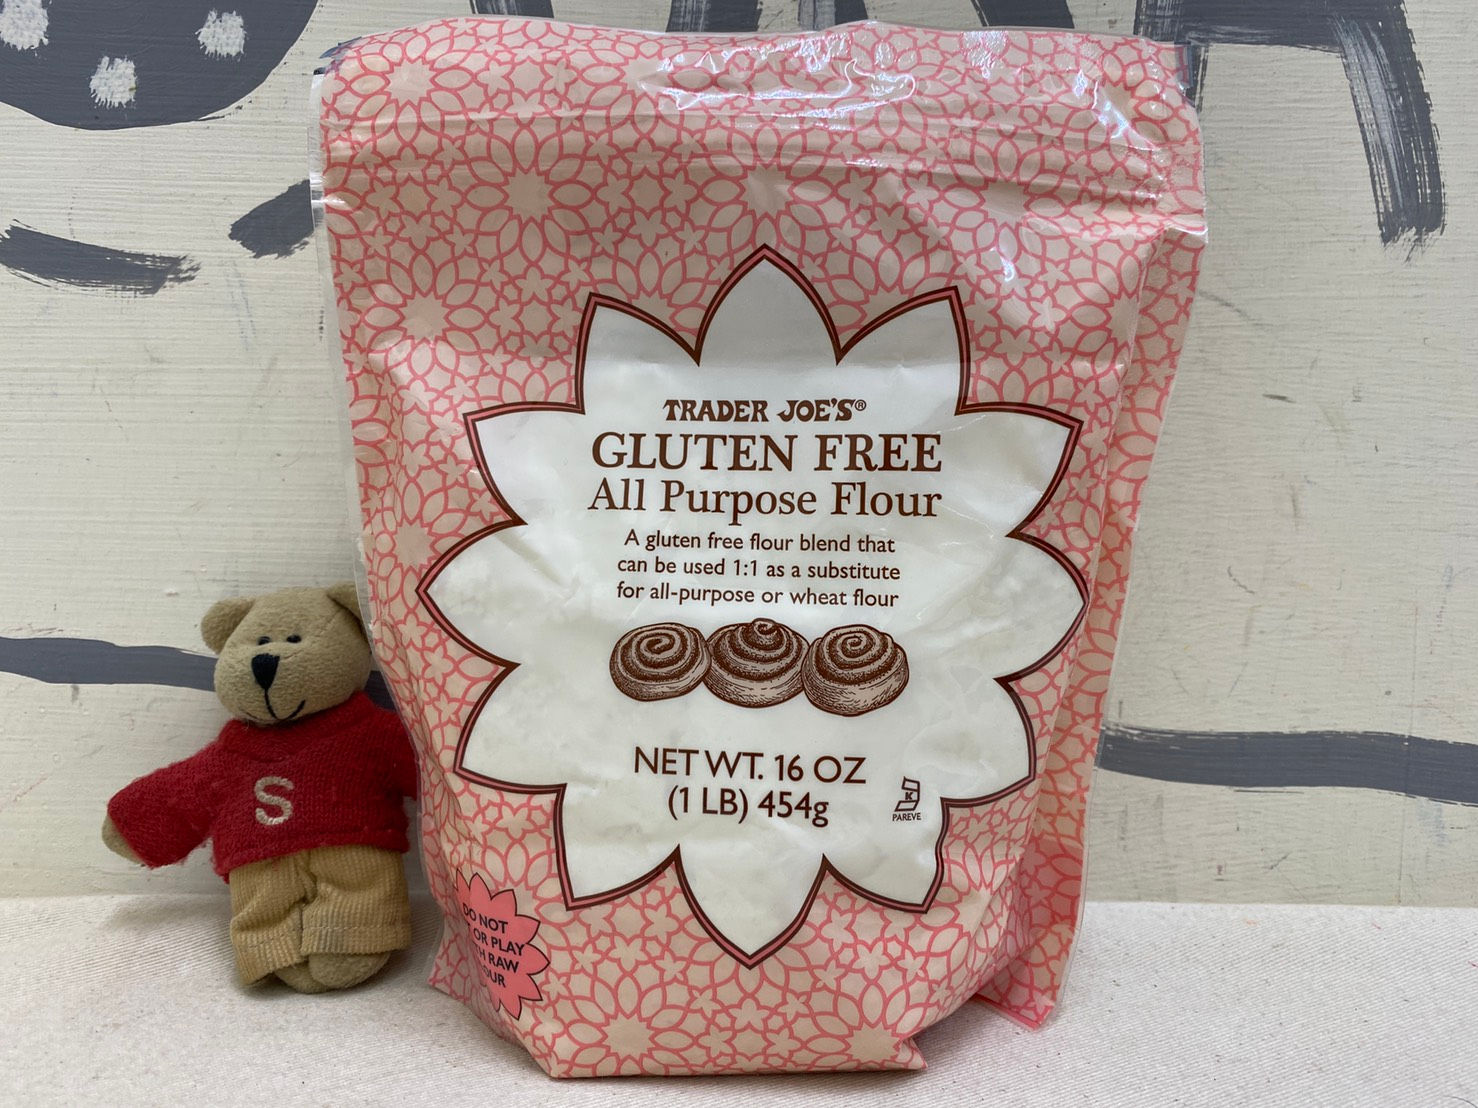 TRADER JOE'S®
GLUTEN FREE
All Purpose Flour
A gluten free flour blend that
can be used 1:1 as a substitute
for all-purpose or wheat flour
NET WT. 16 OZ
(1 LB) 454g
K
PAREVE
S
DO NOT
OR PLAY
RAW